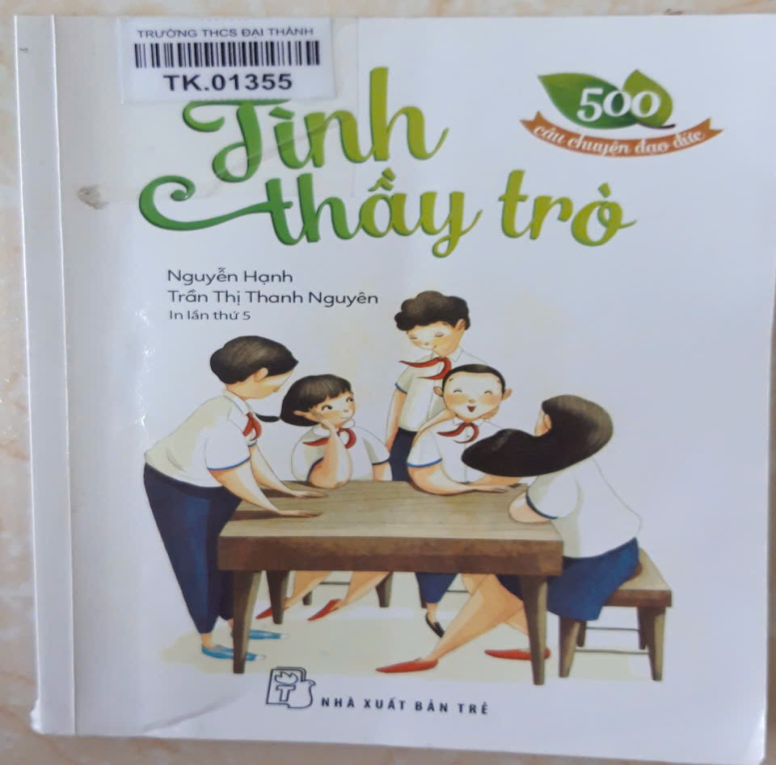 TRƯỜNG THCS ĐẠI THÀNH
TK.01355
500
câu chuyện đạo đức
Tình
thầy trò
Nguyễn Hạnh
Trần Thị Thanh Nguyên
In lần thứ 5
NHÀ XUẤT BẢN TRẺ